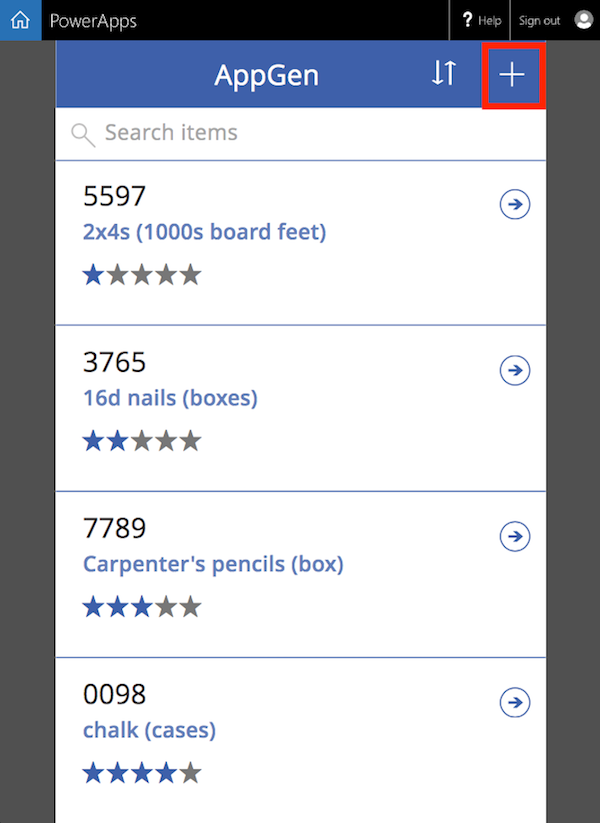 PowerApps
? Help
Sign out
AppGen
Search items
5597
2x4s (1000s board feet)
3765
16d nails (boxes)
7789
Carpenter's pencils (box)
0098
chalk (cases)